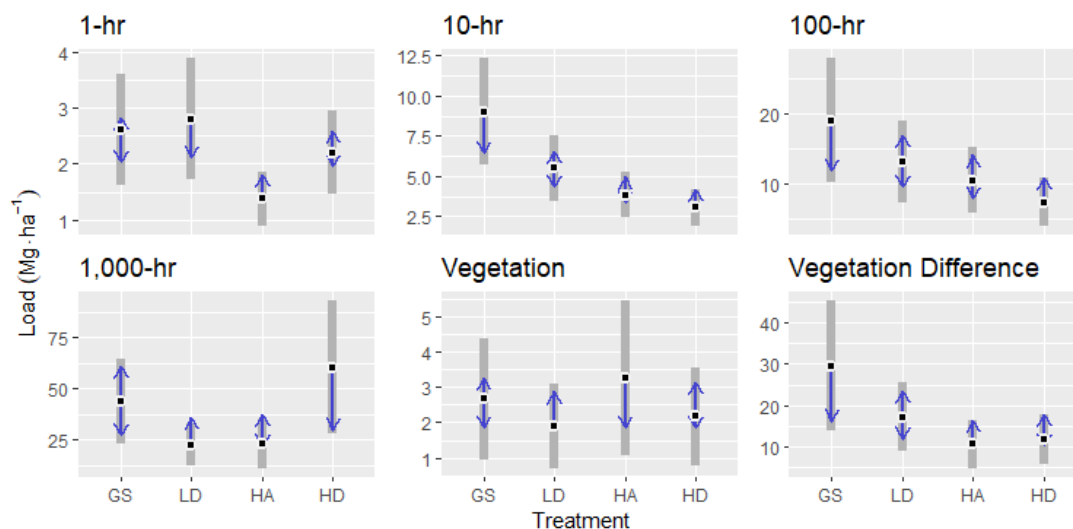 1-hr
10-hr
100-hr
4
3
2
1
12.5
10.0
7.5
5.0
2.5
20
10
1,000-hr
Vegetation
Vegetation Difference
75
50
25
5
4
3
2
1
40
30
20
10
GS LD HA HD
GS LD HA HD
GS LD HA HD
Load (Mg·ha⁻¹)
Treatment